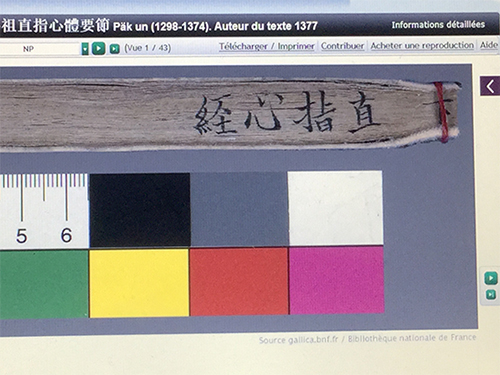 祖直指心體要節 Päk un (1298-1374). Auteur du texte 1377 Informations détaillées
NP (Vue 1 / 43) Télécharger / Imprimer Contribuer Acheter une reproduction Aide
直指心經
5 6
Source gallica.bnf.fr / Bibliothèque nationale de France